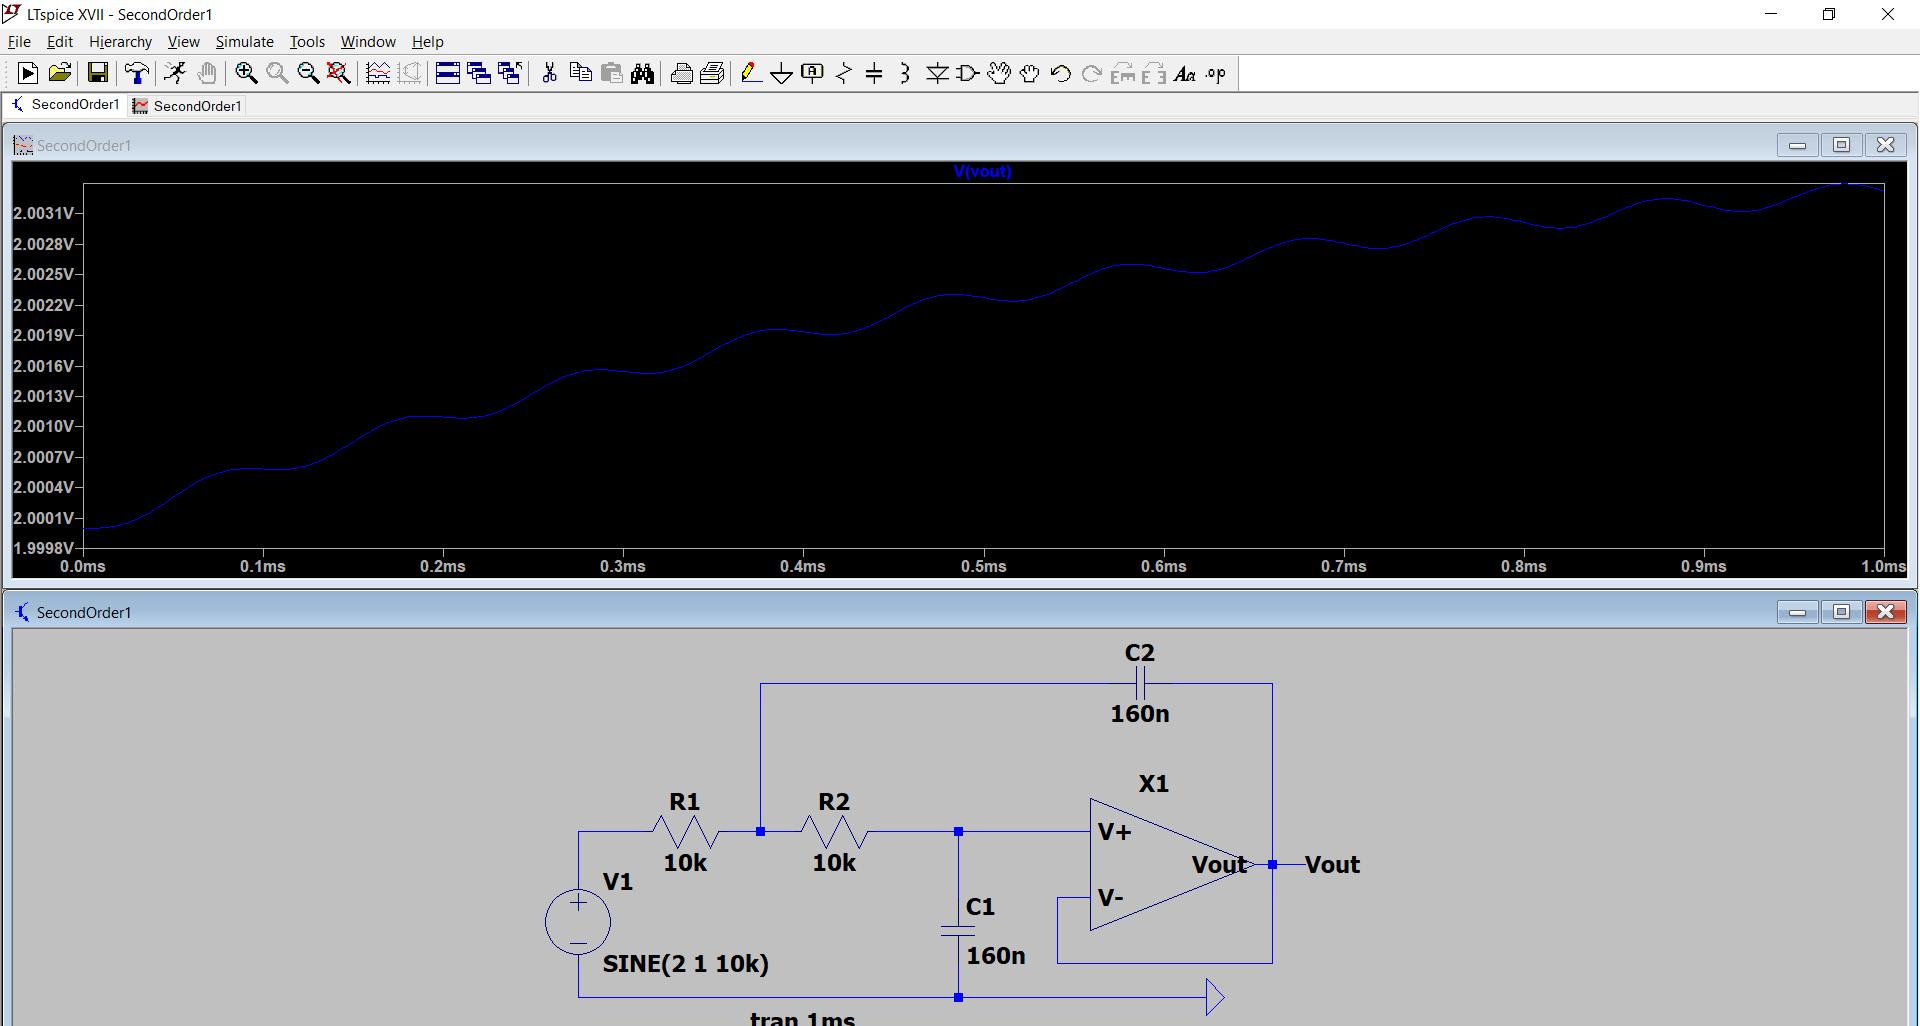 LTspice XVII - SecondOrder1
File Edit Hierarchy View Simulate Tools Window Help
A Aa .op
SecondOrder1 SecondOrder1
SecondOrder1
V(vout)
2.0031V
2.0028V
2.0025V
2.0022V
2.0019V
2.0016V
2.0013V
2.0010V
2.0007V
2.0004V
2.0001V
1.9998V
0.0ms 0.1ms 0.2ms 0.3ms 0.4ms 0.5ms 0.6ms 0.7ms 0.8ms 0.9ms 1.0ms
SecondOrder1
C2
160n
X1
R1 R2
V+
10k 10k
Vout Vout
V1
V-
C1
160n
SINE(2 1 10k)
tran 1ms